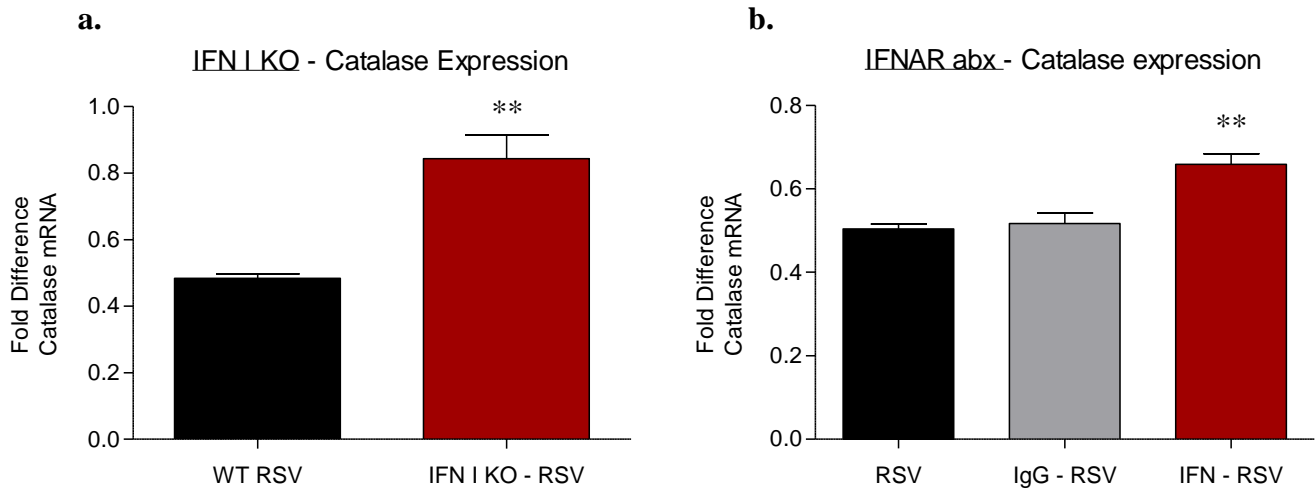 a.
IFN I KO - Catalase Expression
Fold Difference
Catalase mRNA
1.0
0.8
0.6
0.4
0.2
0.0
**
WT RSV
IFN I KO - RSV
b.
IFNAR abx - Catalase expression
Fold Difference
Catalase mRNA
0.8
0.6
0.4
0.2
0.0
**
RSV
IgG - RSV
IFN - RSV